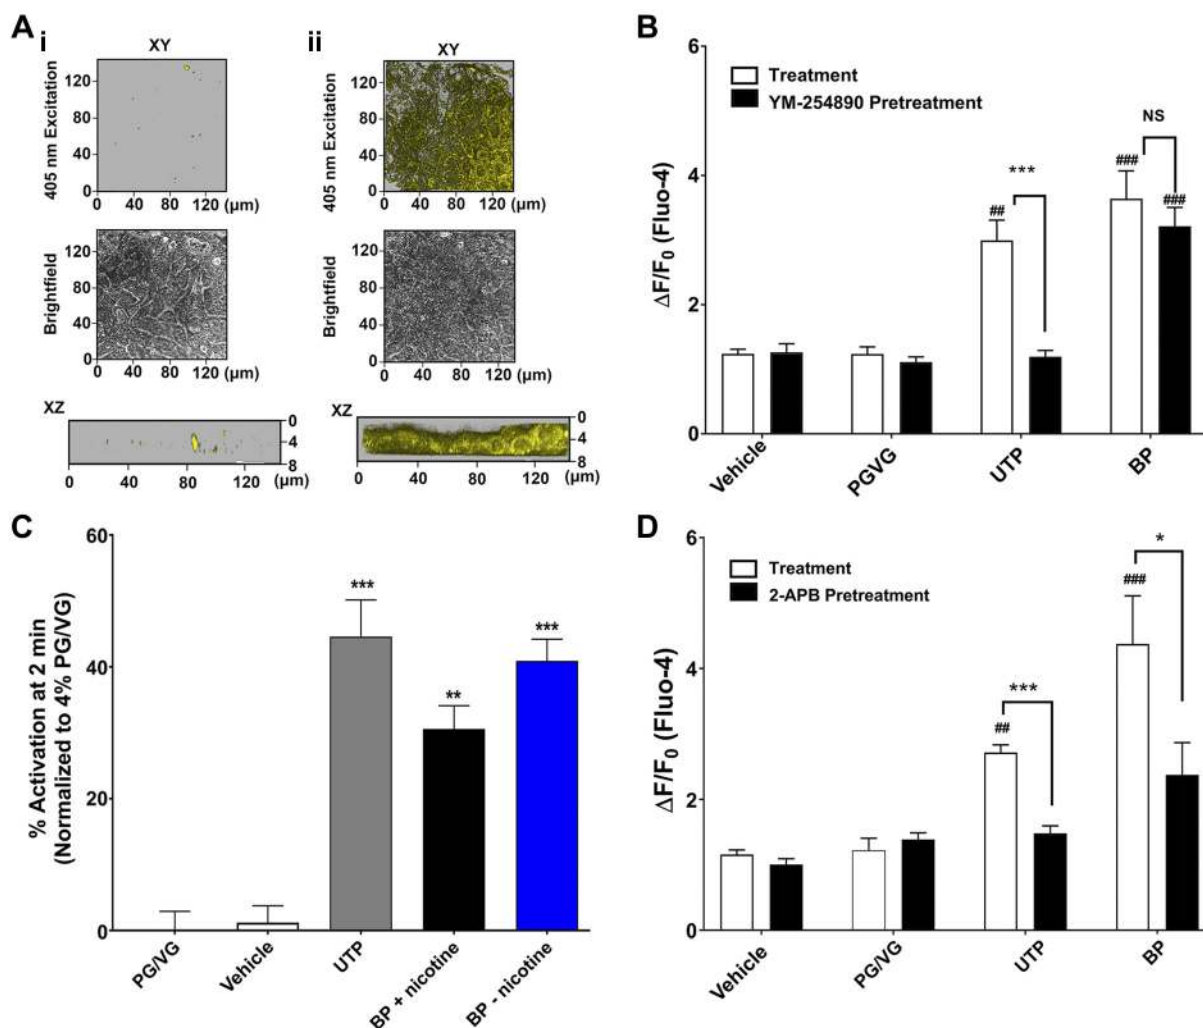 A
i
XY
405 nm Excitation
120
80
40
0
0 40 80 120 (μm)
Brightfield
120
80
40
0
0 40 80 120 (μm)
XZ
0
4
8
0 40 80 120 (μm)
ii
XY
405 nm Excitation
120
80
40
0
0 40 80 120 (μm)
Brightfield
120
80
40
0
0 40 80 120 (μm)
XZ
0
4
8
0 40 80 120 (μm)
B
ΔF/F0 (Fluo-4)
6
4
2
0
Treatment
YM-254890 Pretreatment
##
***
###
NS
###
Vehicle
PGVG
UTP
BP
C
% Activation at 2 min
(Normalized to 4% PG/VG)
60
40
20
0
***
**
***
PG/VG
Vehicle
UTP
BP + nicotine
BP - nicotine
D
ΔF/F0 (Fluo-4)
6
4
2
0
Treatment
2-APB Pretreatment
##
***
###
*
Vehicle
PG/VG
UTP
BP